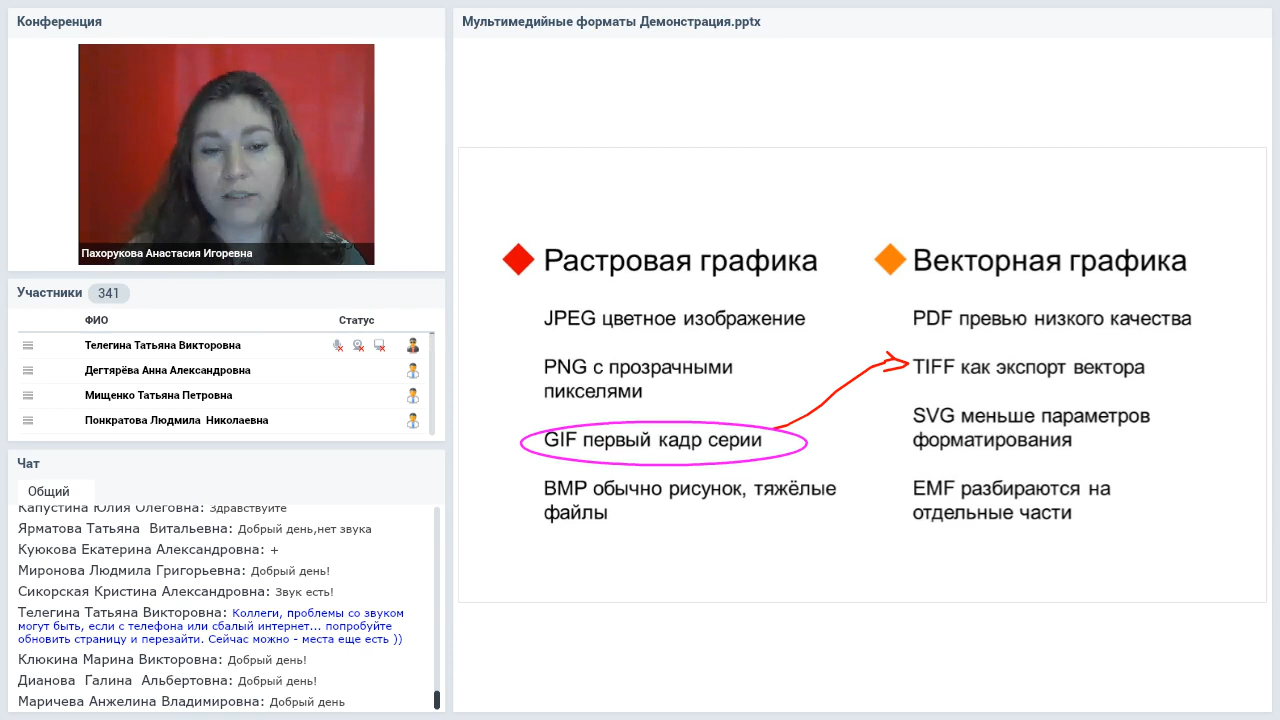 Конференция
Пахорукова Анастасия Игоревна
Участники 341
ФИО Статус
Телегина Татьяна Викторовна
Дегтярёва Анна Александровна
Мищенко Татьяна Петровна
Понкратова Людмила Николаевна
Чат
Общий
Капустина Юлия Олеговна: Здравствуйте
Ярматова Татьяна Витальевна: Добрый день,нет звука
Куюкова Екатерина Александровна: +
Миронова Людмила Григорьевна: Добрый день!
Сикорская Кристина Александровна: Звук есть!
Телегина Татьяна Викторовна: Коллеги, проблемы со звуком
могут быть, если с телефона или сбалый интернет... попробуйте
обновить страницу и перезайти. Сейчас можно - места еще есть ))
Клюкина Марина Викторовна: Добрый день!
Дианова Галина Альбертовна: Добрый день!
Маричева Анжелина Владимировна: Добрый день
Мультимедийные форматы Демонстрация.pptx
Растровая графика
JPEG цветное изображение
PNG с прозрачными
пикселями
GIF первый кадр серии
BMP обычно рисунок, тяжёлые
файлы
Векторная графика
PDF превью низкого качества
TIFF как экспорт вектора
SVG меньше параметров
форматирования
EMF разбираются на
отдельные части